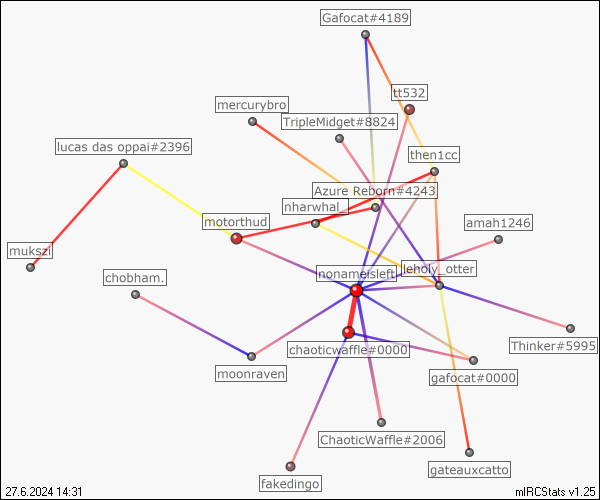 Gafocat#4189
tt532
mercurybro
TripleMidget#8824
lucas das oppai#2396
then1cc
Azure Reborn#4243
nharwhal_
motorthud
amah1246
mukszi
nonameisleft
leholy_otter
chobham.
chaoticwaffle#0000
Thinker#5995
moonraven
gafocat#0000
ChaoticWaffle#2006
gateauxcatto
fakedingo
27.6.2024 14:31
mIRCStats v1.25